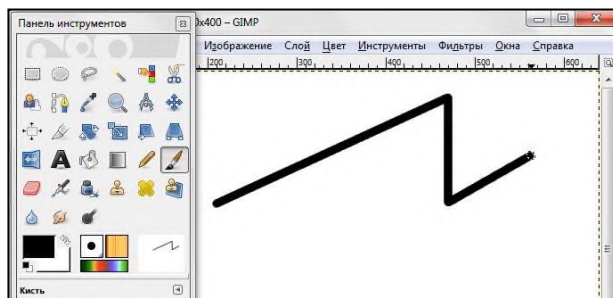 Панель инструментов
0x400 – GIMP
Изображение Слой Цвет Инструменты Фильтры Окна Справка
200 300 400 500 600
Кисть